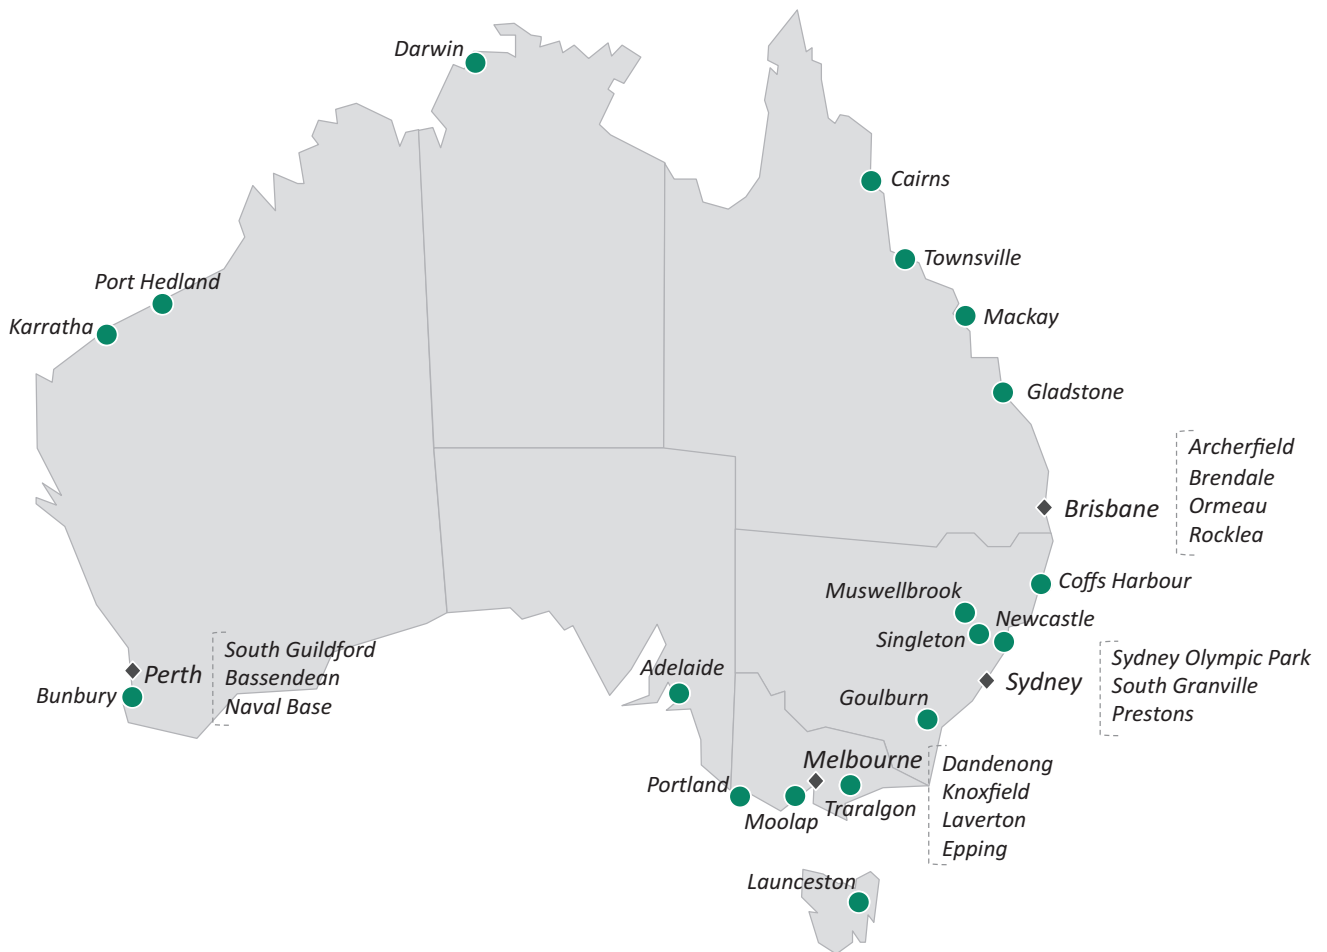 Darwin
Cairns
Townsville
Port Hedland
Karratha
Mackay
Gladstone
Archerfield
Brendale
Brisbane
Ormeau
Rocklea
Coffs Harbour
Muswellbrook
Newcastle
Singleton
South Guildford
Perth
Bassendean
Bunbury
Naval Base
Adelaide
Sydney Olympic Park
Sydney
South Granville
Prestons
Goulburn
Melbourne
Dandenong
Knoxfield
Laverton
Epping
Portland
Moolap
Traralgon
Launceston